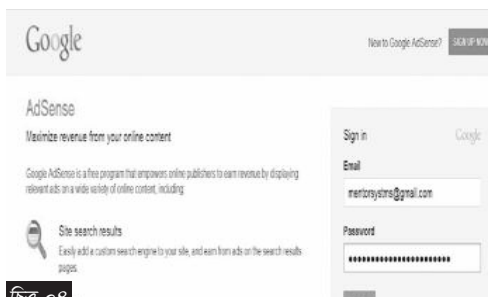 Google
New to Google AdSense? SIGN UP NOW
AdSense
Maximize revenue from your online content
Google AdSense is a free program that empowers online publishers to earn revenue by displaying
relevant ads on a wide variety of online content, including:
Site search results
Easily add a custom search engine to your site, and earn from ads on the search results
pages.
Sign in Google
Email
mentorsystms@gmail.com
Password
চিত্র-০৪